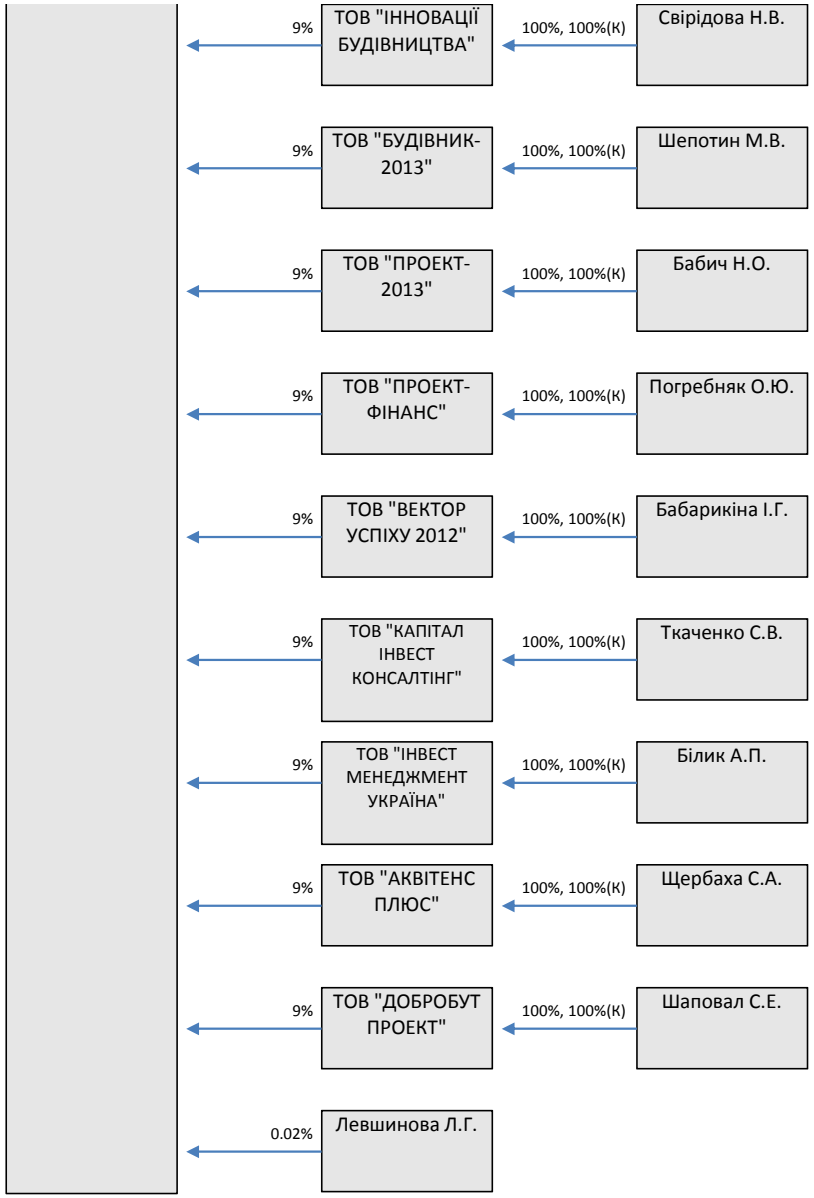 9%
ТОВ "ІННОВАЦІЇ
БУДІВНИЦТВА"
100%, 100%(К)
Свірідова Н.В.
9%
ТОВ "БУДІВНИК-
2013"
100%, 100%(К)
Шепотин М.В.
9%
ТОВ "ПРОЕКТ-
2013"
100%, 100%(К)
Бабич Н.О.
9%
ТОВ "ПРОЕКТ-
ФІНАНС"
100%, 100%(К)
Погребняк О.Ю.
9%
ТОВ "ВЕКТОР
УСПІХУ 2012"
100%, 100%(К)
Бабарикіна І.Г.
9%
ТОВ "КАПІТАЛ
ІНВЕСТ
КОНСАЛТІНГ"
100%, 100%(К)
Ткаченко С.В.
9%
ТОВ "ІНВЕСТ
МЕНЕДЖМЕНТ
УКРАЇНА"
100%, 100%(К)
Білик А.П.
9%
ТОВ "АКВІТЕНС
ПЛЮС"
100%, 100%(К)
Щербаха С.А.
9%
ТОВ "ДОБРОБУТ
ПРОЕКТ"
100%, 100%(К)
Шаповал С.Е.
0.02%
Левшинова Л.Г.